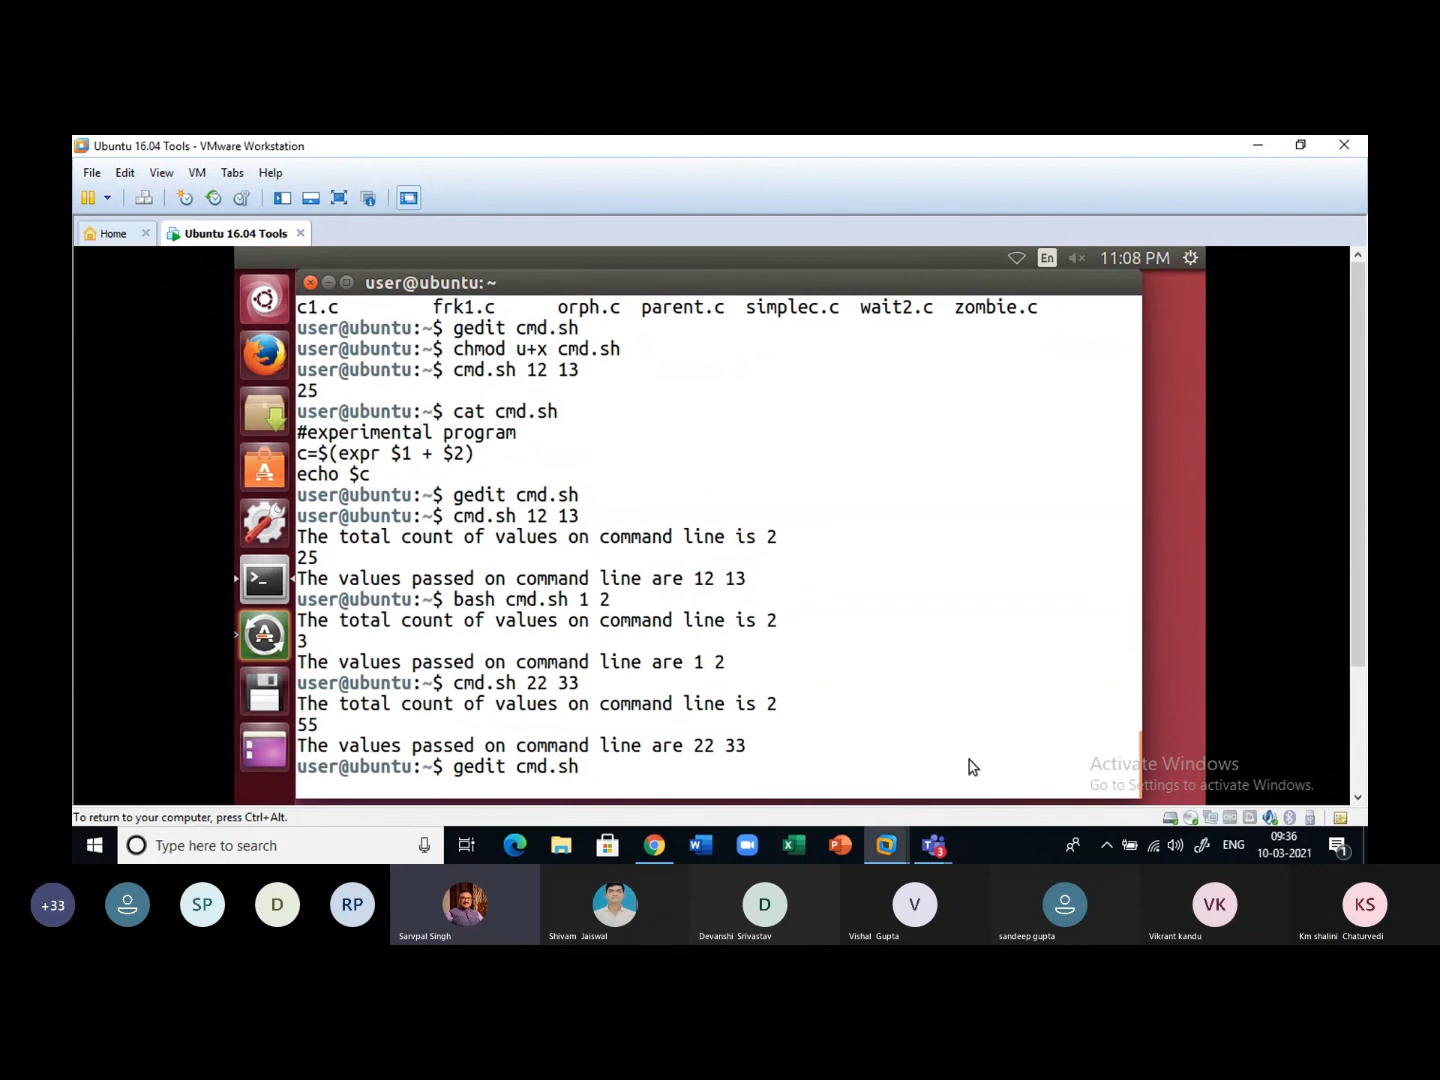 Ubuntu 16.04 Tools - VMware Workstation
File Edit View VM Tabs Help
Home Ubuntu 16.04 Tools
En 11:08 PM
user@ubuntu: ~
c1.c frk1.c orph.c parent.c simplec.c wait2.c zombie.c
user@ubuntu:~$ gedit cmd.sh
user@ubuntu:~$ chmod u+x cmd.sh
user@ubuntu:~$ cmd.sh 12 13
25
user@ubuntu:~$ cat cmd.sh
#experimental program
c=$(expr $1 + $2)
echo $c
user@ubuntu:~$ gedit cmd.sh
user@ubuntu:~$ cmd.sh 12 13
The total count of values on command line is 2
25
The values passed on command line are 12 13
user@ubuntu:~$ bash cmd.sh 1 2
The total count of values on command line is 2
3
The values passed on command line are 1 2
user@ubuntu:~$ cmd.sh 22 33
The total count of values on command line is 2
55
The values passed on command line are 22 33
user@ubuntu:~$ gedit cmd.sh
Activate Windows
Go to Settings to activate Windows.
To return to your computer, press Ctrl+Alt.
Type here to search
ENG
09:36
10-03-2021
+33 SP D RP D V VK KS
Sarvpal Singh Shivam Jaiswal Devanshi Srivastav Vishal Gupta sandeep gupta Vikrant kandu Km shalini Chaturvedi